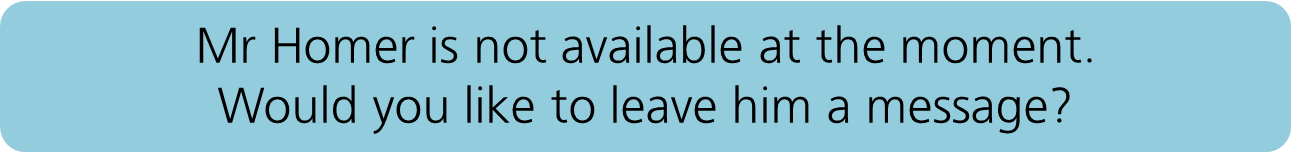 Mr Homer is not available at the moment.
Would you like to leave him a message?